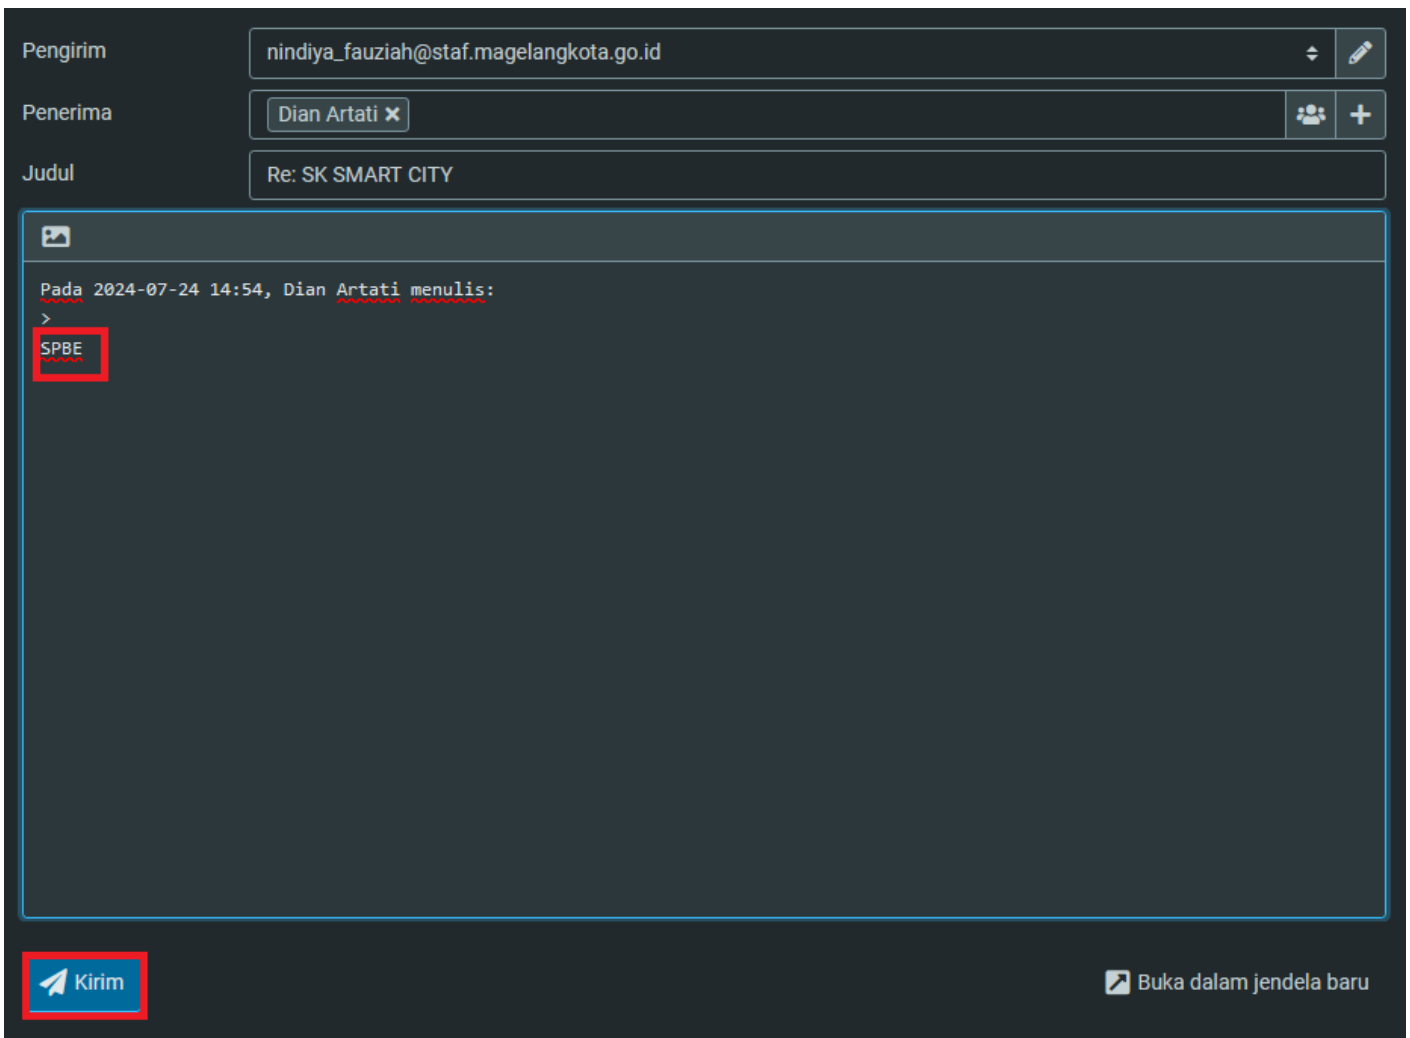 Pengirim
nindiya_fauziah@staf.magelangkota.go.id
Penerima
Dian Artati
Judul
Re: SK SMART CITY
Pada 2024-07-24 14:54, Dian Artati menulis:
>
SPBE
Kirim
Buka dalam jendela baru